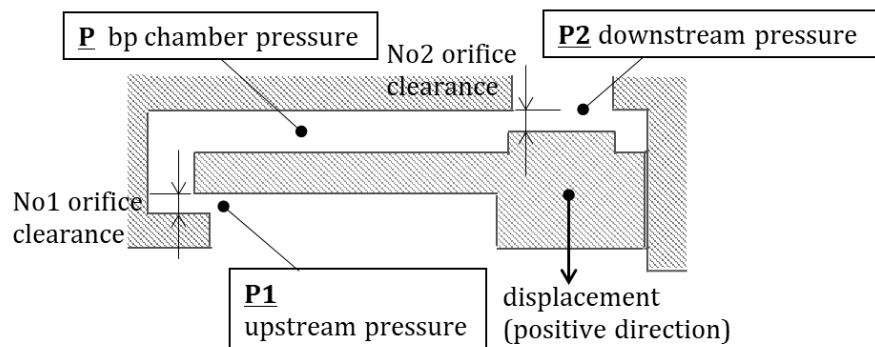 P bp chamber pressure
P2 downstream pressure
No2 orifice
clearance
No1 orifice
clearance
P1
upstream pressure
displacement
(positive direction)